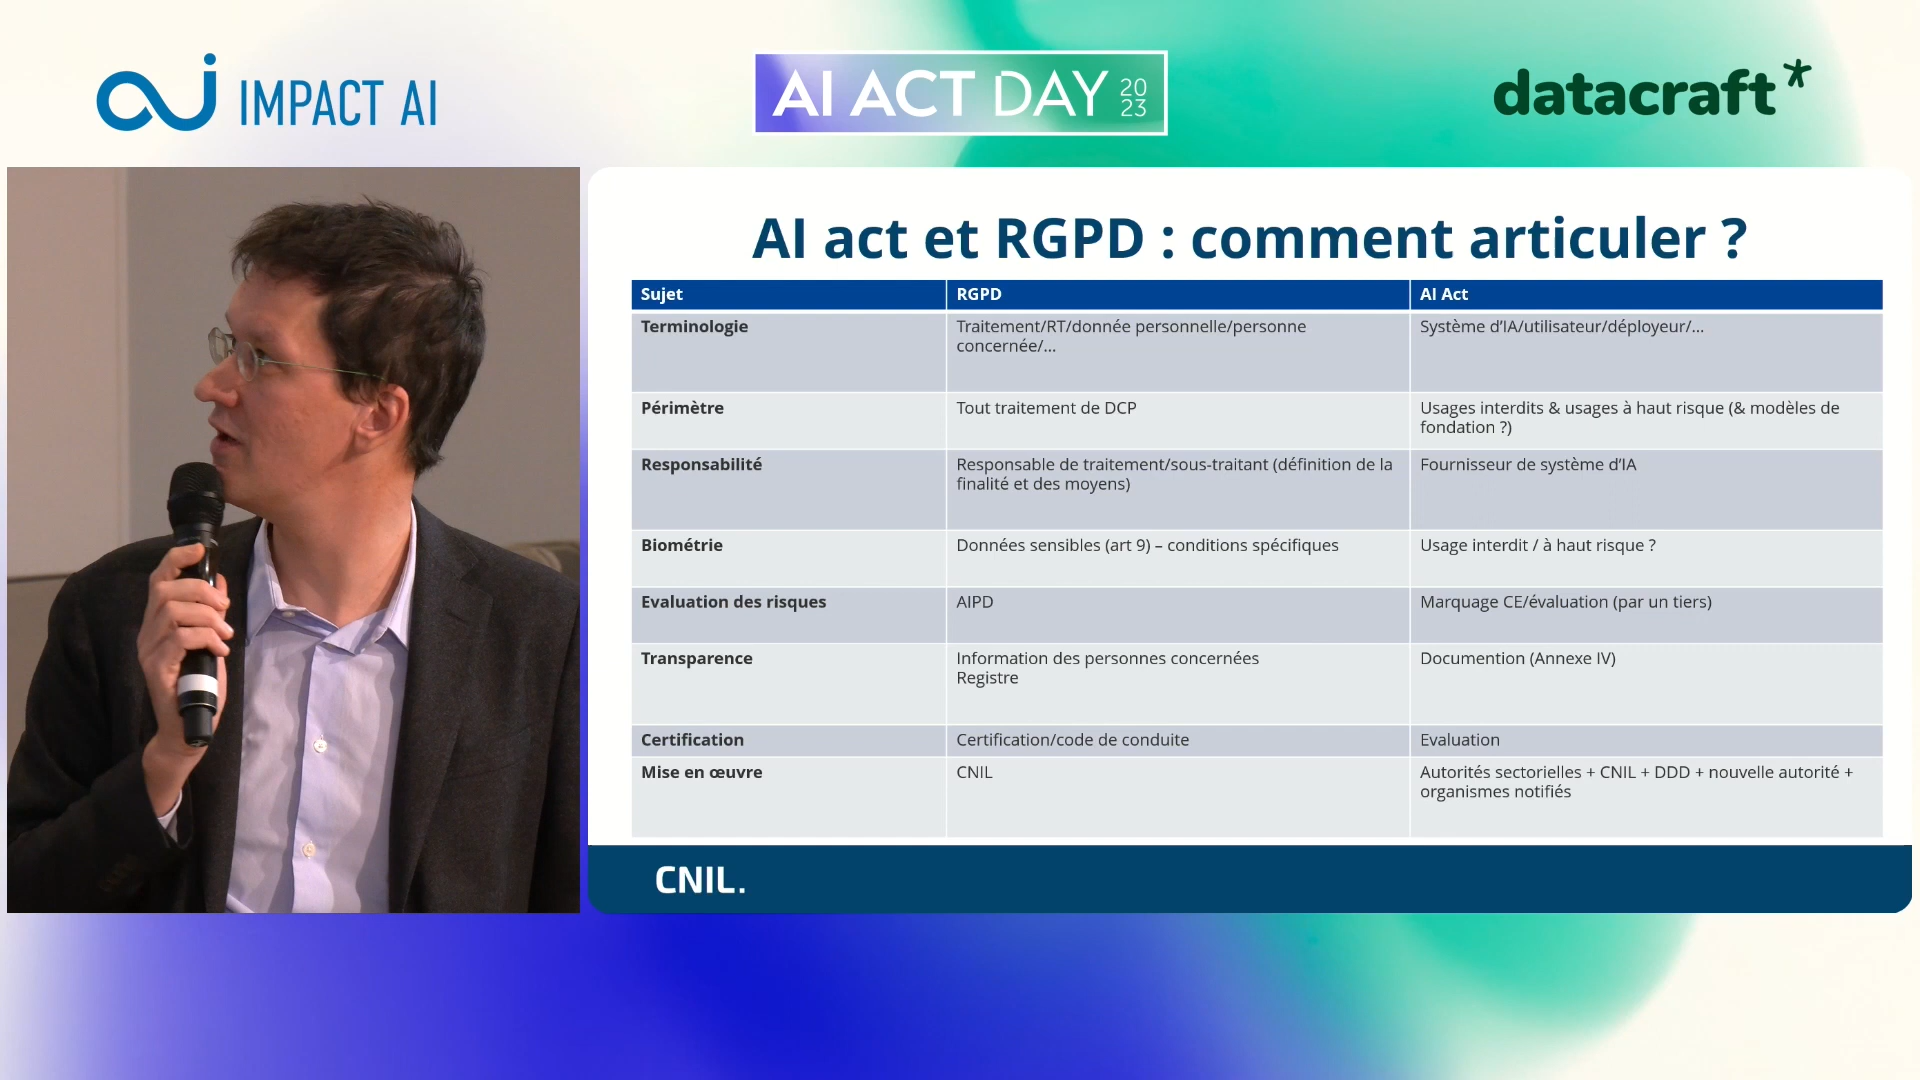 IMPACT AI
AI ACT DAY 20
23
datacraft*
AI act et RGPD : comment articuler ?
Sujet RGPD AI Act
Terminologie Traitement/RT/donnée personnelle/personne Système d'IA/utilisateur/déployeur/...
concernée/...
Périmètre Tout traitement de DCP Usages interdits & usages à haut risque (& modèles de
fondation ?)
Responsabilité Responsable de traitement/sous-traitant (définition de la Fournisseur de système d'IA
finalité et des moyens)
Biométrie Données sensibles (art 9) – conditions spécifiques Usage interdit / à haut risque ?
Evaluation des risques AIPD Marquage CE/évaluation (par un tiers)
Transparence Information des personnes concernées Documention (Annexe IV)
Registre
Certification Certification/code de conduite Evaluation
Mise en œuvre CNIL Autorités sectorielles + CNIL + DDD + nouvelle autorité +
organismes notifiés
CNIL.